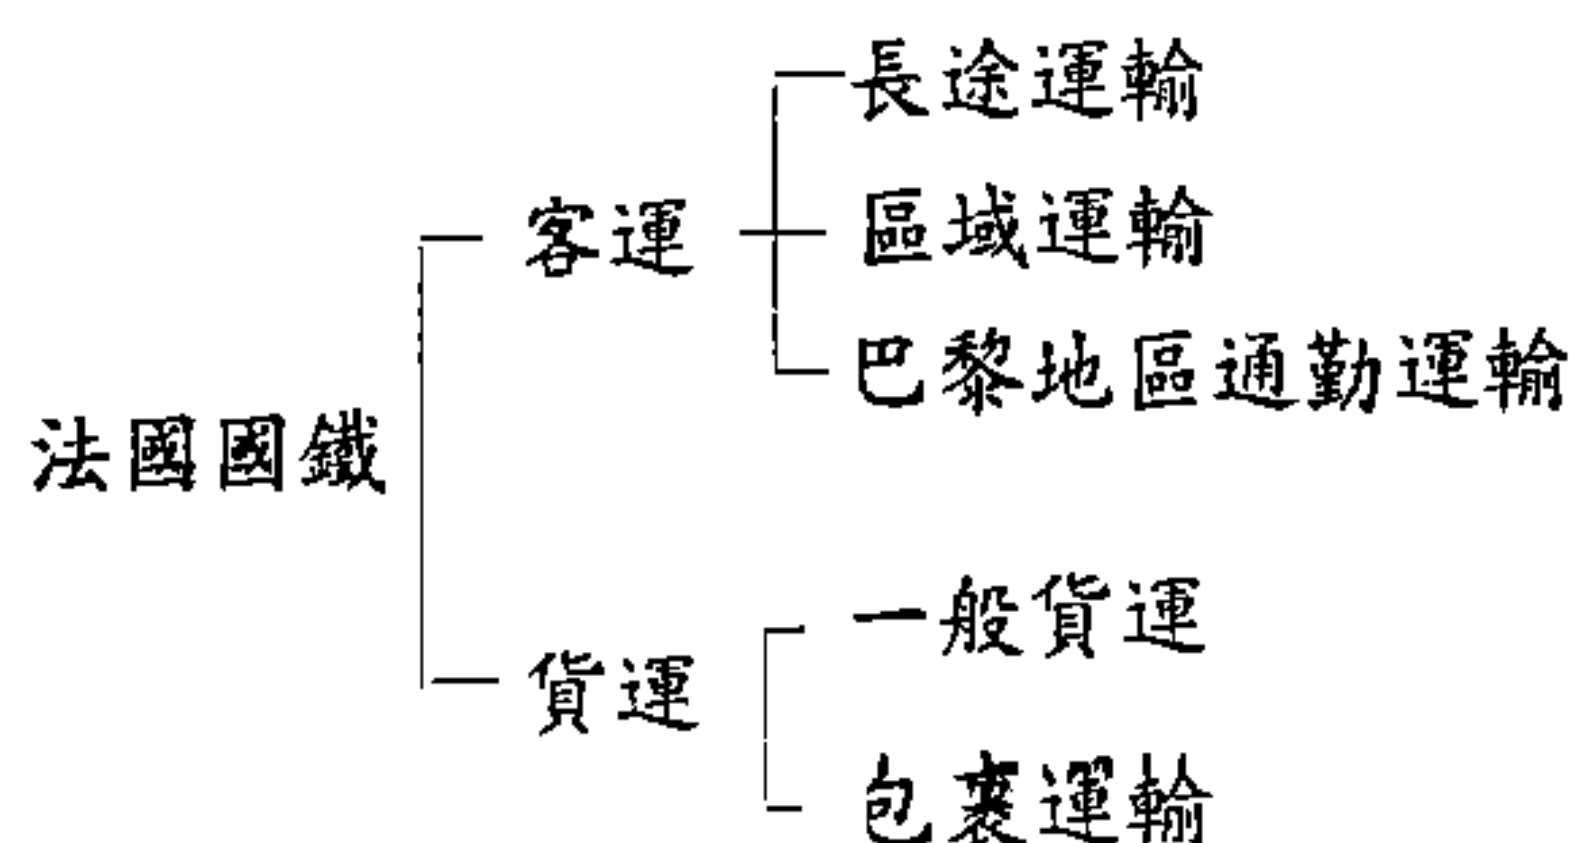 長途運輸
區域運輸
客運
巴黎地區通勤運輸
法國國鐵
一般貨運
貨運
包裹運輸